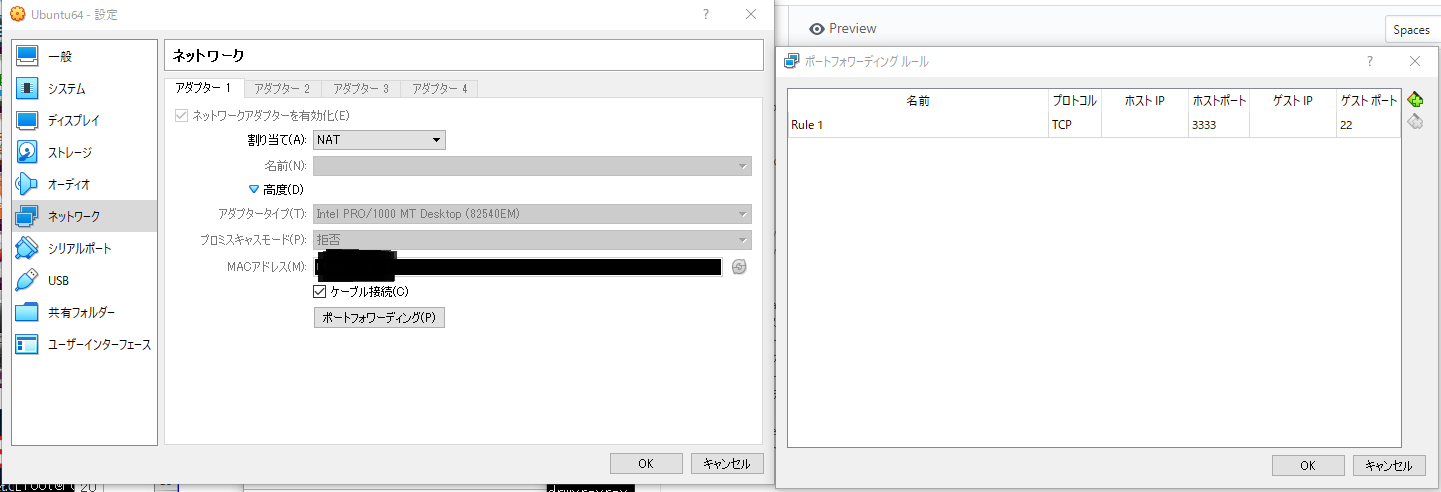 Ubuntu64 - 設定
?
一般
システム
ディスプレイ
ストレージ
オーディオ
ネットワーク
シリアルポート
USB
共有フォルダー
ユーザーインターフェース
ネットワーク
アダプター 1 アダプター 2 アダプター 3 アダプター 4
ネットワークアダプターを有効化(E)
割り当て(A): NAT
名前(N):
高度(D)
アダプタータイプ(T): Intel PRO/1000 MT Desktop (82540EM)
プロミスキャスモード(P): 拒否
MACアドレス(M):
ケーブル接続(C)
ポートフォワーディング(P)
OK キャンセル
Preview
Spaces
ポートフォワーディング ルール
?
名前 プロトコル ホスト IP ホストポート ゲスト IP ゲスト ポート
Rule 1 TCP 3333 22
OK キャンセル